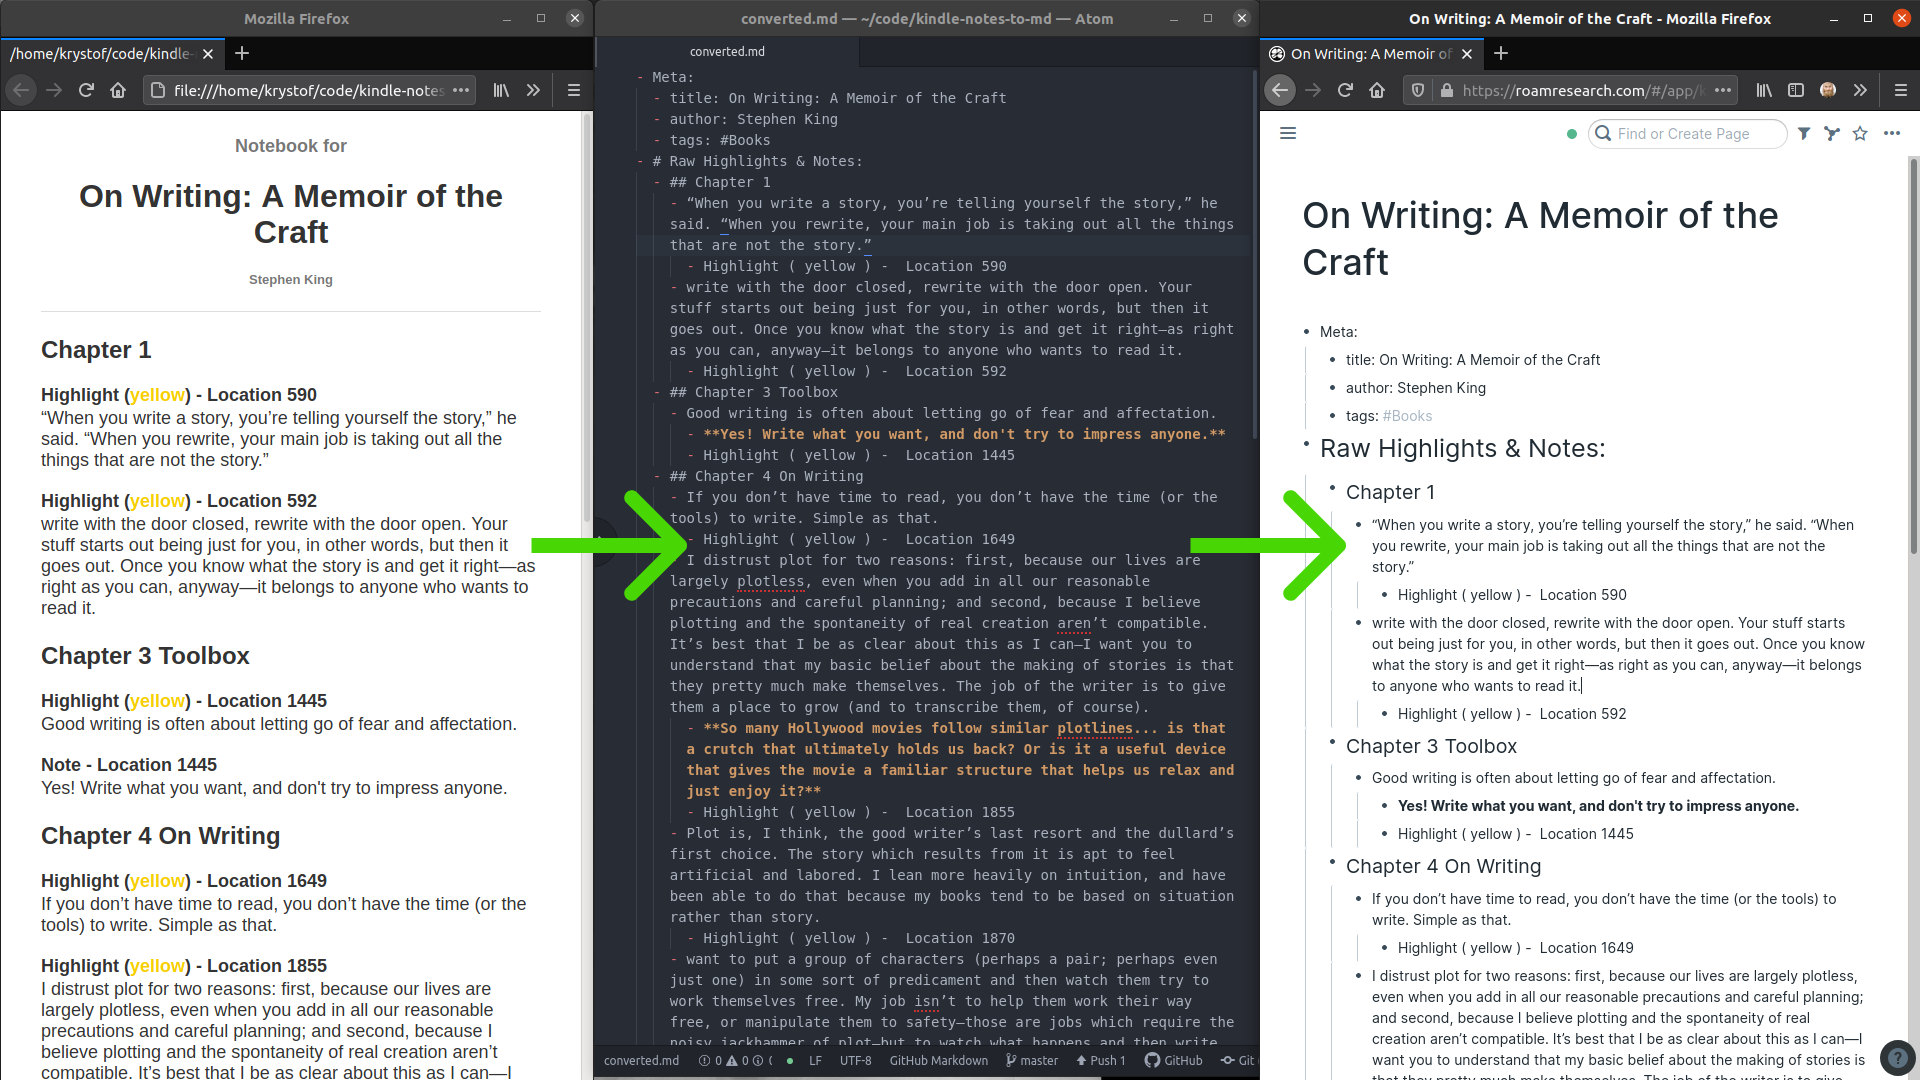 Mozilla Firefox
/home/krystof/code/kindle-
file:///home/krystof/code/kindle-notes
Notebook for
On Writing: A Memoir of the
Craft
Stephen King
Chapter 1
Highlight (yellow) - Location 590
“When you write a story, you’re telling yourself the story,” he
said. “When you rewrite, your main job is taking out all the
things that are not the story.”
Highlight (yellow) - Location 592
write with the door closed, rewrite with the door open. Your
stuff starts out being just for you, in other words, but then it
goes out. Once you know what the story is and get it right—as
right as you can, anyway—it belongs to anyone who wants to
read it.
Chapter 3 Toolbox
Highlight (yellow) - Location 1445
Good writing is often about letting go of fear and affectation.
Note - Location 1445
Yes! Write what you want, and don't try to impress anyone.
Chapter 4 On Writing
Highlight (yellow) - Location 1649
If you don’t have time to read, you don’t have the time (or the
tools) to write. Simple as that.
Highlight (yellow) - Location 1855
I distrust plot for two reasons: first, because our lives are
largely plotless, even when you add in all our reasonable
precautions and careful planning; and second, because I
believe plotting and the spontaneity of real creation aren’t
compatible. It’s best that I be as clear about this as I can—I
converted.md — ~/code/kindle-notes-to-md — Atom
converted.md
- Meta:
- title: On Writing: A Memoir of the Craft
- author: Stephen King
- tags: #Books
- # Raw Highlights & Notes:
- ## Chapter 1
- “When you write a story, you’re telling yourself the story,” he
said. “When you rewrite, your main job is taking out all the things
that are not the story.”
- Highlight ( yellow ) -  Location 590
- write with the door closed, rewrite with the door open. Your
stuff starts out being just for you, in other words, but then it
goes out. Once you know what the story is and get it right—as right
as you can, anyway—it belongs to anyone who wants to read it.
- Highlight ( yellow ) -  Location 592
- ## Chapter 3 Toolbox
- Good writing is often about letting go of fear and affectation.
- **Yes! Write what you want, and don't try to impress anyone.**
- Highlight ( yellow ) -  Location 1445
- ## Chapter 4 On Writing
- If you don’t have time to read, you don’t have the time (or the
tools) to write. Simple as that.
- Highlight ( yellow ) -  Location 1649
I distrust plot for two reasons: first, because our lives are
largely plotless, even when you add in all our reasonable
precautions and careful planning; and second, because I believe
plotting and the spontaneity of real creation aren’t compatible.
It’s best that I be as clear about this as I can—I want you to
understand that my basic belief about the making of stories is that
they pretty much make themselves. The job of the writer is to give
them a place to grow (and to transcribe them, of course).
- **So many Hollywood movies follow similar plotlines... is that
a crutch that ultimately holds us back? Or is it a useful device
that gives the movie a familiar structure that helps us relax and
just enjoy it?**
- Highlight ( yellow ) -  Location 1855
- Plot is, I think, the good writer’s last resort and the dullard’s
first choice. The story which results from it is apt to feel
artificial and labored. I lean more heavily on intuition, and have
been able to do that because my books tend to be based on situation
rather than story.
- Highlight ( yellow ) -  Location 1870
- want to put a group of characters (perhaps a pair; perhaps even
just one) in some sort of predicament and then watch them try to
work themselves free. My job isn’t to help them work their way
free, or manipulate them to safety—those are jobs which require the
noisy jackhammer of plot—but to watch what happens and then write
converted.md 0 0 0 LF UTF-8 GitHub Markdown master Push 1 GitHub Git
On Writing: A Memoir of the Craft - Mozilla Firefox
On Writing: A Memoir of
https://roamresearch.com/#/app/k
Find or Create Page
On Writing: A Memoir of the
Craft
Meta:
title: On Writing: A Memoir of the Craft
author: Stephen King
tags: #Books
Raw Highlights & Notes:
Chapter 1
“When you write a story, you’re telling yourself the story,” he said. “When
you rewrite, your main job is taking out all the things that are not the
story.”
Highlight ( yellow ) -  Location 590
write with the door closed, rewrite with the door open. Your stuff starts
out being just for you, in other words, but then it goes out. Once you know
what the story is and get it right—as right as you can, anyway—it belongs
to anyone who wants to read it.
Highlight ( yellow ) -  Location 592
Chapter 3 Toolbox
Good writing is often about letting go of fear and affectation.
Yes! Write what you want, and don't try to impress anyone.
Highlight ( yellow ) -  Location 1445
Chapter 4 On Writing
If you don’t have time to read, you don’t have the time (or the tools) to
write. Simple as that.
Highlight ( yellow ) -  Location 1649
I distrust plot for two reasons: first, because our lives are largely plotless,
even when you add in all our reasonable precautions and careful planning;
and second, because I believe plotting and the spontaneity of real
creation aren’t compatible. It’s best that I be as clear about this as I can—I
want you to understand that my basic belief about the making of stories is
that they pretty much make themselves. The job of the writer is to give